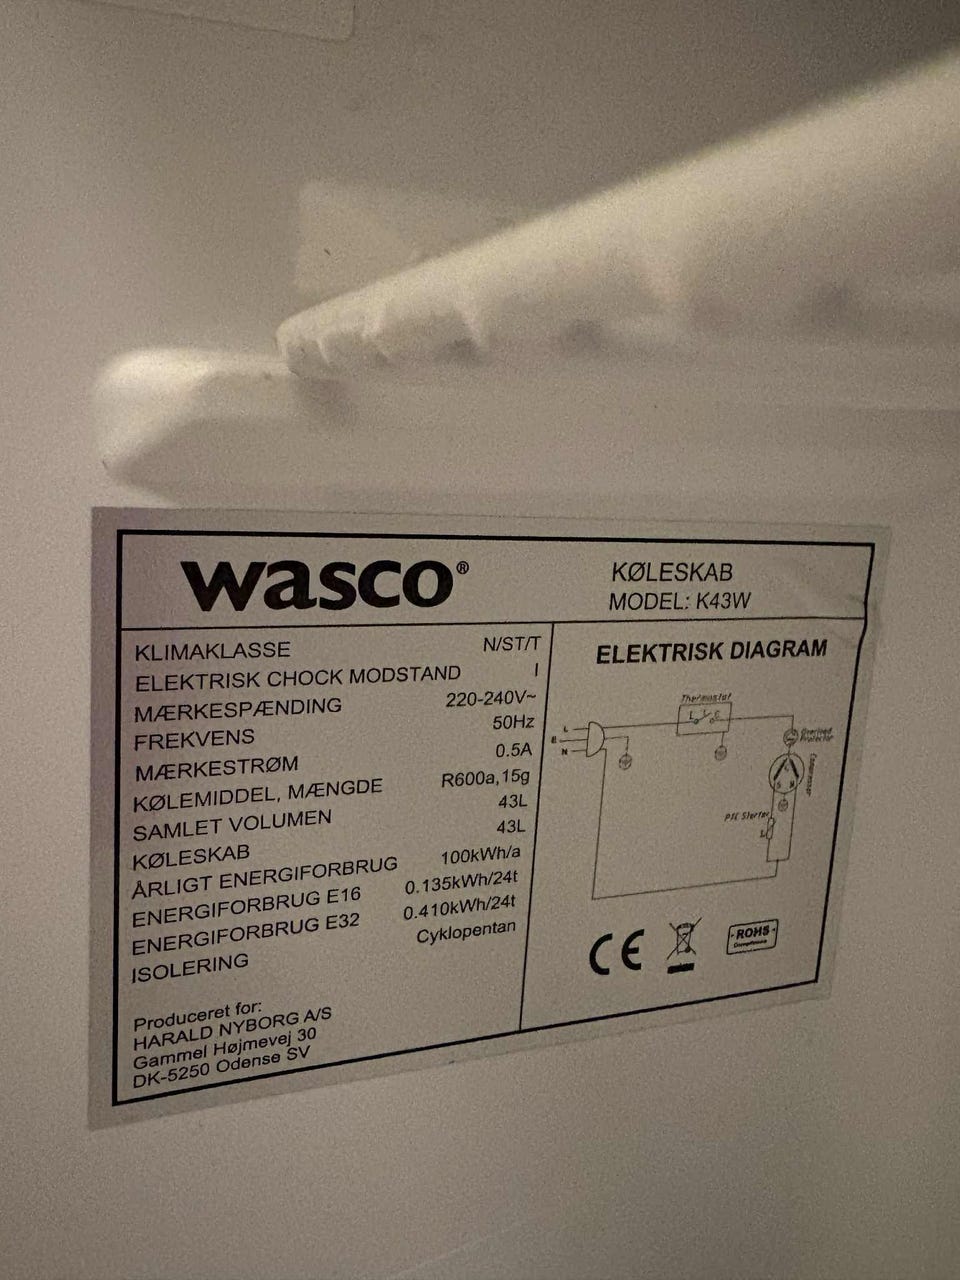 wasco®
KØLESKAB
MODEL: K43W
KLIMAKLASSE N/ST/T
ELEKTRISK CHOCK MODSTAND I
MÆRKESPÆNDING 220-240V~
FREKVENS 50Hz
MÆRKESTRØM 0.5A
KØLEMIDDEL, MÆNGDE R600a,15g
SAMLET VOLUMEN 43L
KØLESKAB 43L
ÅRLIGT ENERGIFORBRUG 100kWh/a
ENERGIFORBRUG E16 0.135kWh/24t
ENERGIFORBRUG E32 0.410kWh/24t
ISOLERING Cyklopentan
Produceret for:
HARALD NYBORG A/S
Gammel Højmevej 30
DK-5250 Odense SV
ELEKTRISK DIAGRAM
Thermostat
L
E
N
L C
Overload
Protector
Compressor
S M
PTC Starter
CE
ROHS